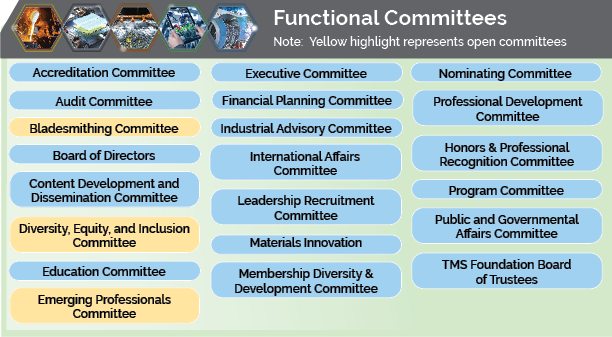 Functional Committees
Note: Yellow highlight represents open committees
Accreditation Committee
Audit Committee
Bladesmithing Committee
Board of Directors
Content Development and
Dissemination Committee
Diversity, Equity, and Inclusion
Committee
Education Committee
Emerging Professionals
Committee
Executive Committee
Financial Planning Committee
Industrial Advisory Committee
International Affairs
Committee
Leadership Recruitment
Committee
Materials Innovation
Membership Diversity &
Development Committee
Nominating Committee
Professional Development
Committee
Honors & Professional
Recognition Committee
Program Committee
Public and Governmental
Affairs Committee
TMS Foundation Board
of Trustees